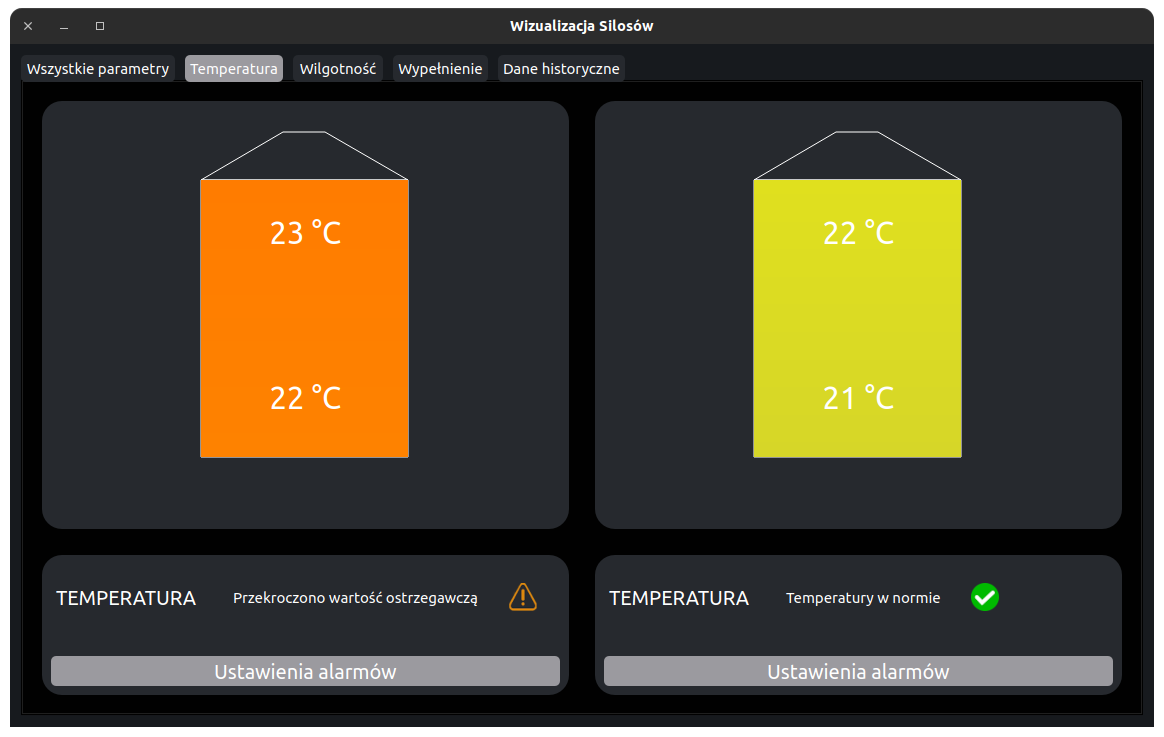 Wizualizacja Silosów
Wszystkie parametry
Temperatura
Wilgotność
Wypełnienie
Dane historyczne
23 °C
22 °C
22 °C
21 °C
TEMPERATURA
Przekroczono wartość ostrzegawczą
Ustawienia alarmów
TEMPERATURA
Temperatury w normie
Ustawienia alarmów